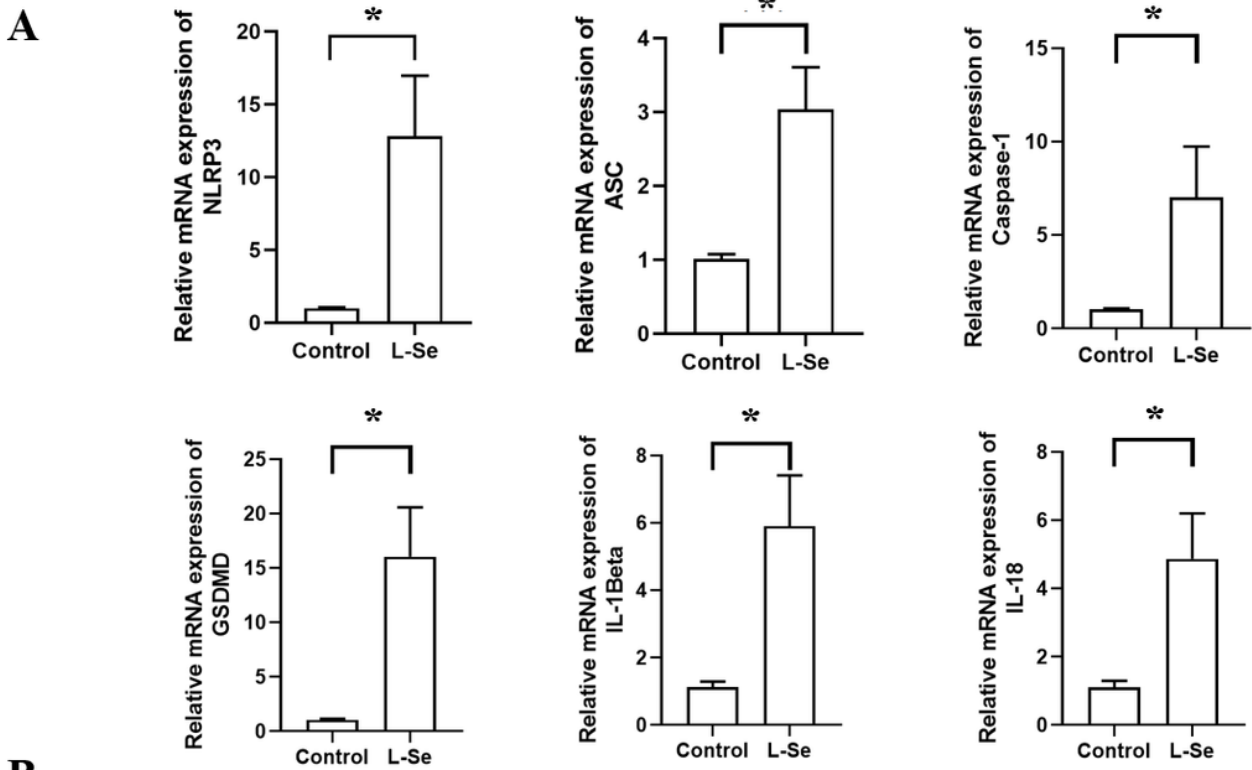 A
*
Relative mRNA expression of
NLRP3
20
15
10
5
0
Control L-Se
*
Relative mRNA expression of
ASC
4
3
2
1
0
Control L-Se
*
Relative mRNA expression of
Caspase-1
15
10
5
0
Control L-Se
*
Relative mRNA expression of
GSDMD
25
20
15
10
5
0
Control L-Se
*
Relative mRNA expression of
IL-1Beta
8
6
4
2
0
Control L-Se
*
Relative mRNA expression of
IL-18
8
6
4
2
0
Control L-Se